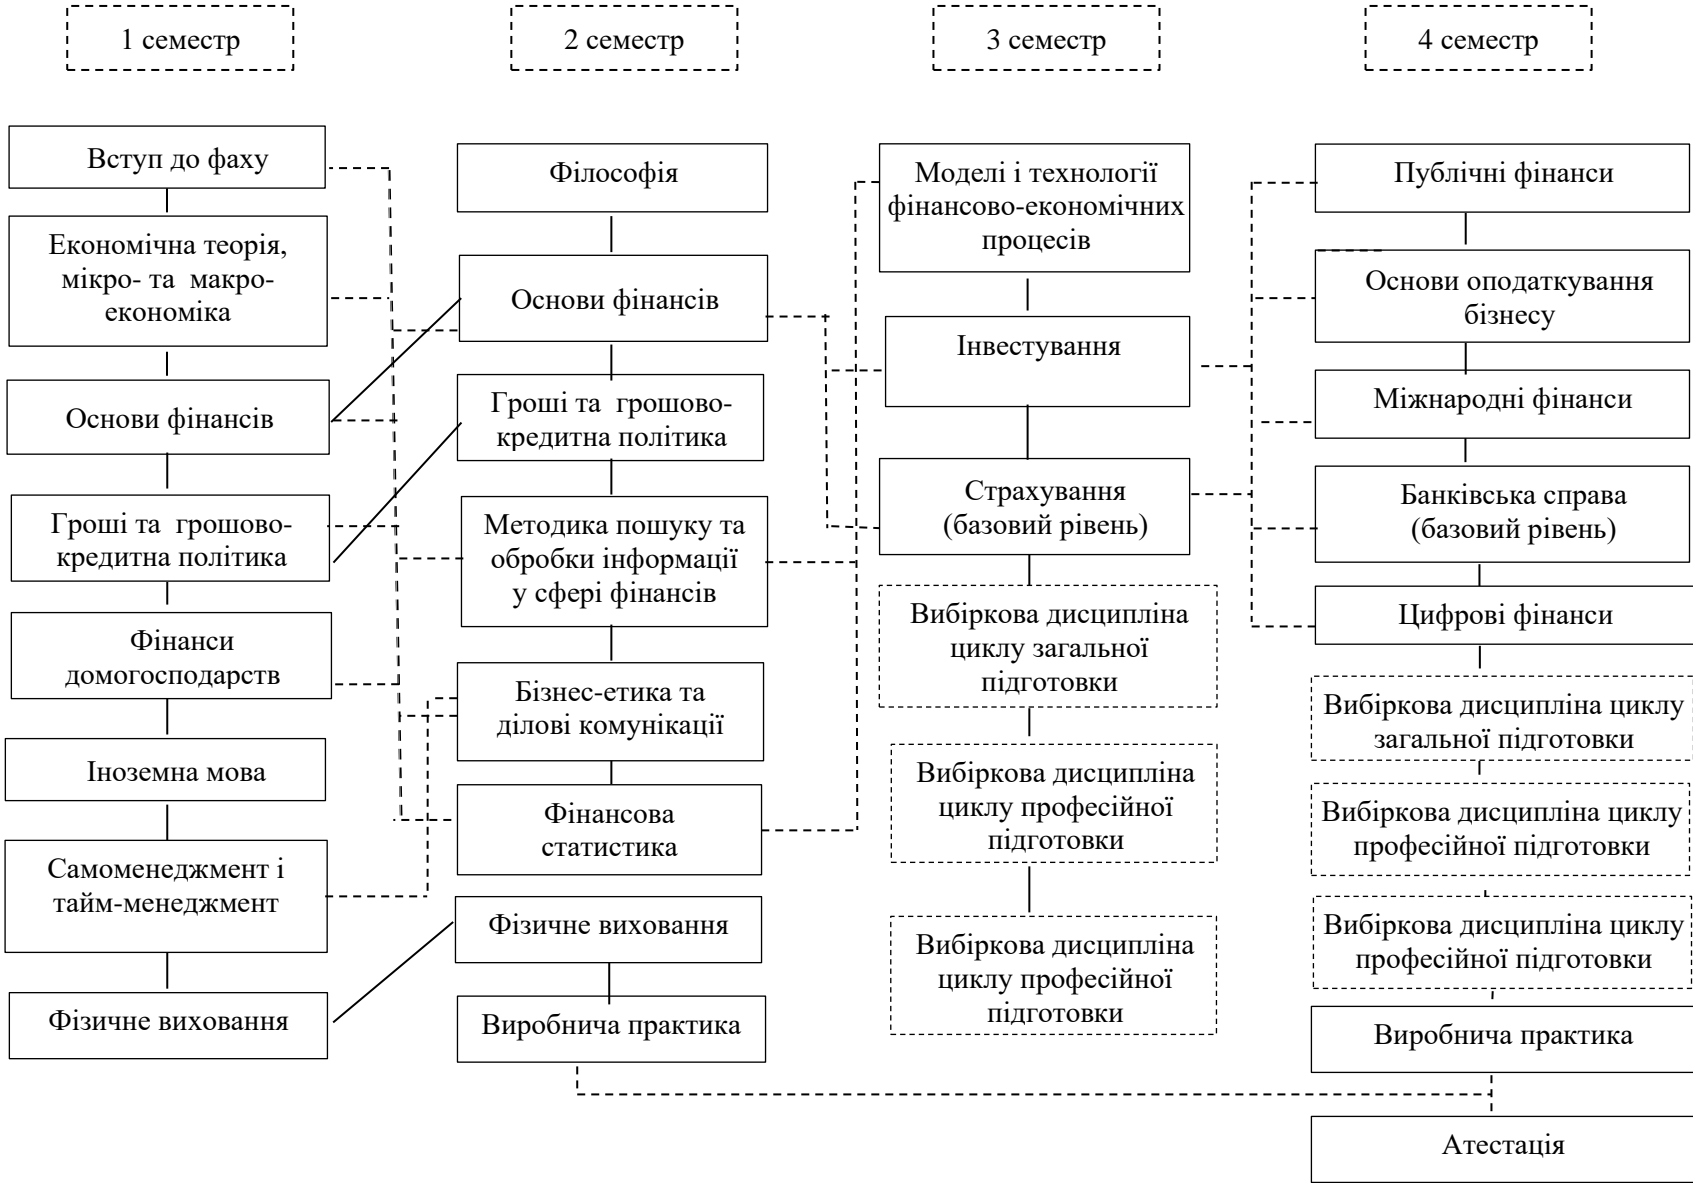 1 семестр
2 семестр
3 семестр
4 семестр
Вступ до фаху
Економічна теорія,
мікро- та макро-
економіка
Основи фінансів
Гроші та грошово-
кредитна політика
Фінанси
домогосподарств
Іноземна мова
Самоменеджмент і
тайм-менеджмент
Фізичне виховання
Філософія
Основи фінансів
Гроші та грошово-
кредитна політика
Методика пошуку та
обробки інформації
у сфері фінансів
Бізнес-етика та
ділові комунікації
Фінансова
статистика
Фізичне виховання
Виробнича практика
Моделі і технології
фінансово-економічних
процесів
Інвестування
Страхування
(базовий рівень)
Вибіркова дисципліна
циклу загальної
підготовки
Вибіркова дисципліна
циклу професійної
підготовки
Вибіркова дисципліна
циклу професійної
підготовки
Публічні фінанси
Основи оподаткування
бізнесу
Міжнародні фінанси
Банківська справа
(базовий рівень)
Цифрові фінанси
Вибіркова дисципліна циклу
загальної підготовки
Вибіркова дисципліна циклу
професійної підготовки
Вибіркова дисципліна циклу
професійної підготовки
Виробнича практика
Атестація